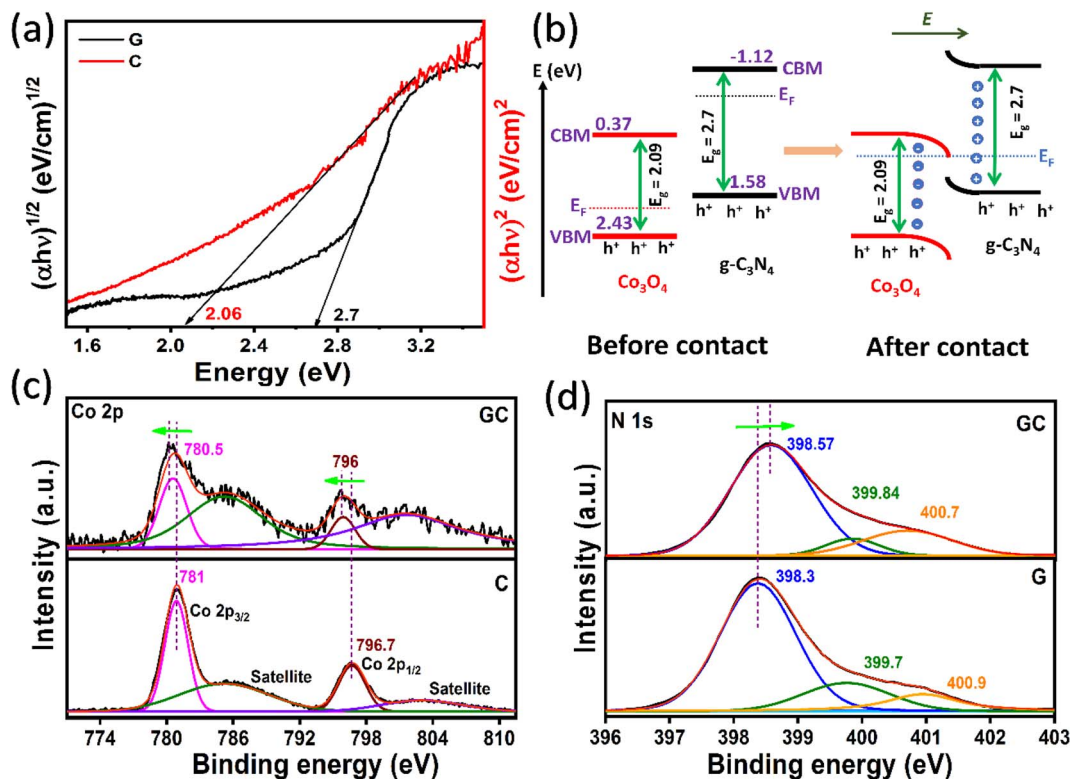 (a)
G
C
(αhν)^1/2 (eV/cm)^1/2
(αhν)^2 (eV/cm)^2
2.06
2.7
1.6 2.0 2.4 2.8 3.2
Energy (eV)
(b)
E
E (eV)
-1.12
CBM
E_F
E_g = 2.7
1.58
VBM
h+ h+ h+
g-C3N4
CBM
0.37
E_g = 2.09
E_F
2.43
VBM
h+ h+ h+
Co3O4
Before contact
E_g = 2.7
E_F
E_g = 2.09
h+ h+ h+
g-C3N4
h+ h+ h+
Co3O4
After contact
(c)
Co 2p
GC
780.5
796
781
C
Co 2p3/2
796.7
Co 2p1/2
Satellite
Satellite
Intensity (a.u.)
774 780 786 792 798 804 810
Binding energy (eV)
(d)
N 1s
GC
398.57
399.84
400.7
G
398.3
399.7
400.9
Intensity (a.u.)
396 397 398 399 400 401 402 403
Binding energy (eV)